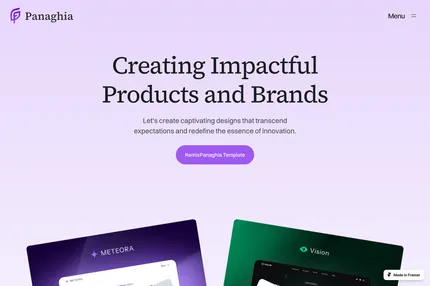 Panaghia
Menu
Creating Impactful
Products and Brands
Let's create captivating designs that transcend
expectations and redefine the essence of innovation.
RemixPanaghia Template
METEORA
Vision
Made in Framer